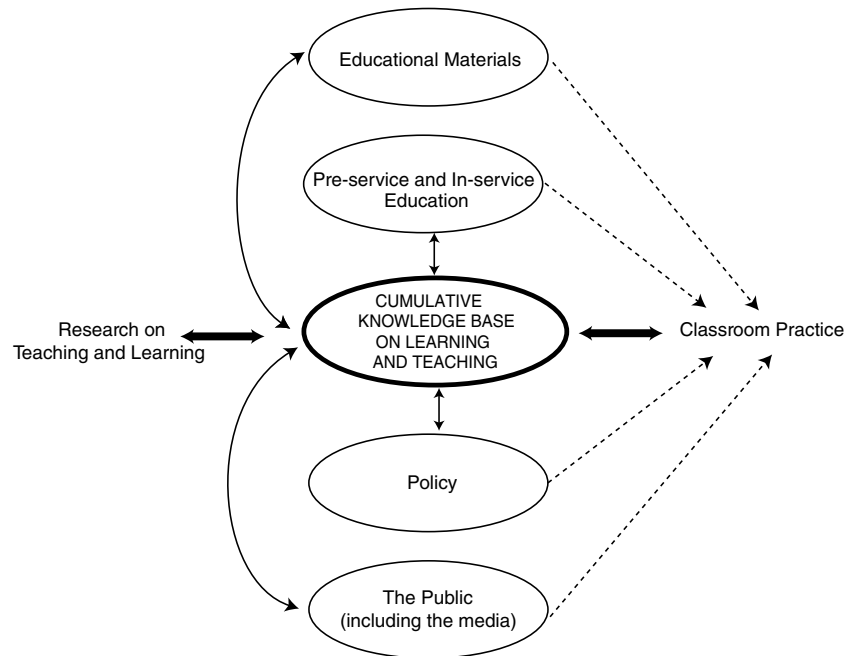 Educational Materials
Pre-service and In-service
Education
CUMULATIVE
KNOWLEDGE BASE
ON LEARNING
AND TEACHING
Research on
Teaching and Learning
Classroom Practice
Policy
The Public
(including the media)